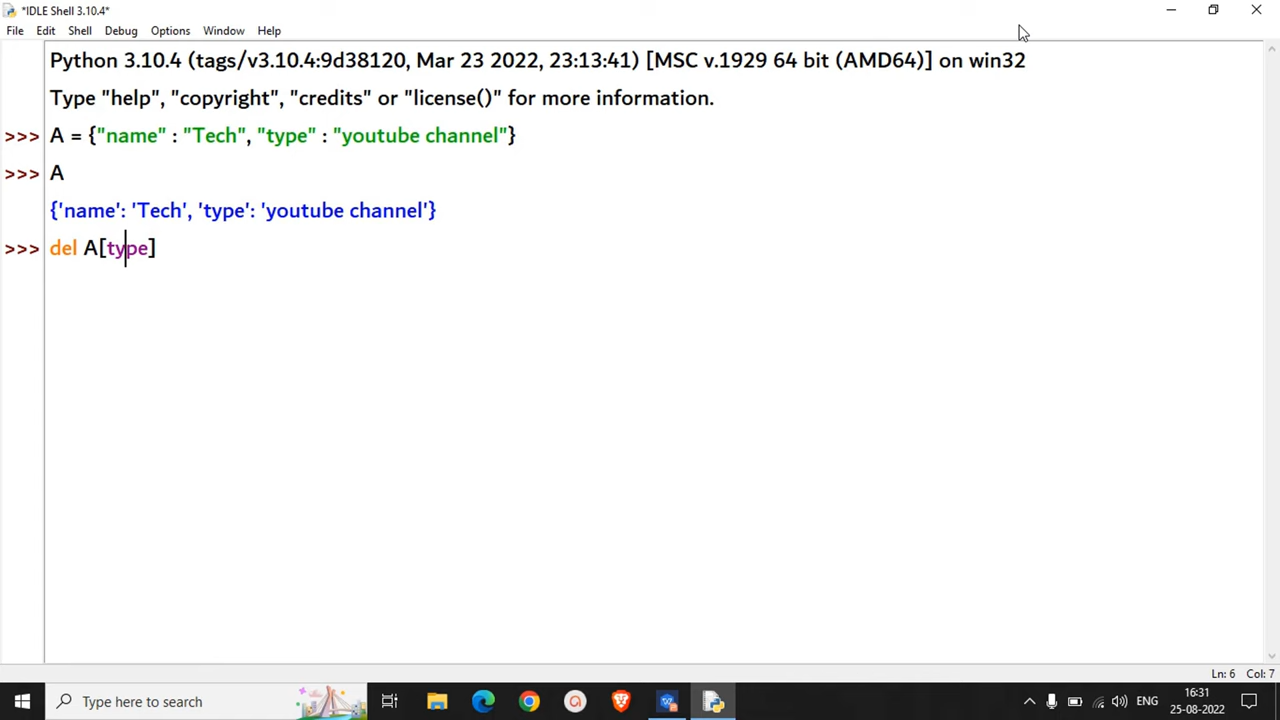 *IDLE Shell 3.10.4*
File Edit Shell Debug Options Window Help
Python 3.10.4 (tags/v3.10.4:9d38120, Mar 23 2022, 23:13:41) [MSC v.1929 64 bit (AMD64)] on win32
Type "help", "copyright", "credits" or "license()" for more information.
>>> A = {"name" : "Tech", "type" : "youtube channel"}
>>> A
{'name': 'Tech', 'type': 'youtube channel'}
>>> del A[type]
Ln: 6 Col: 7
Type here to search
ENG
16:31
25-08-2022